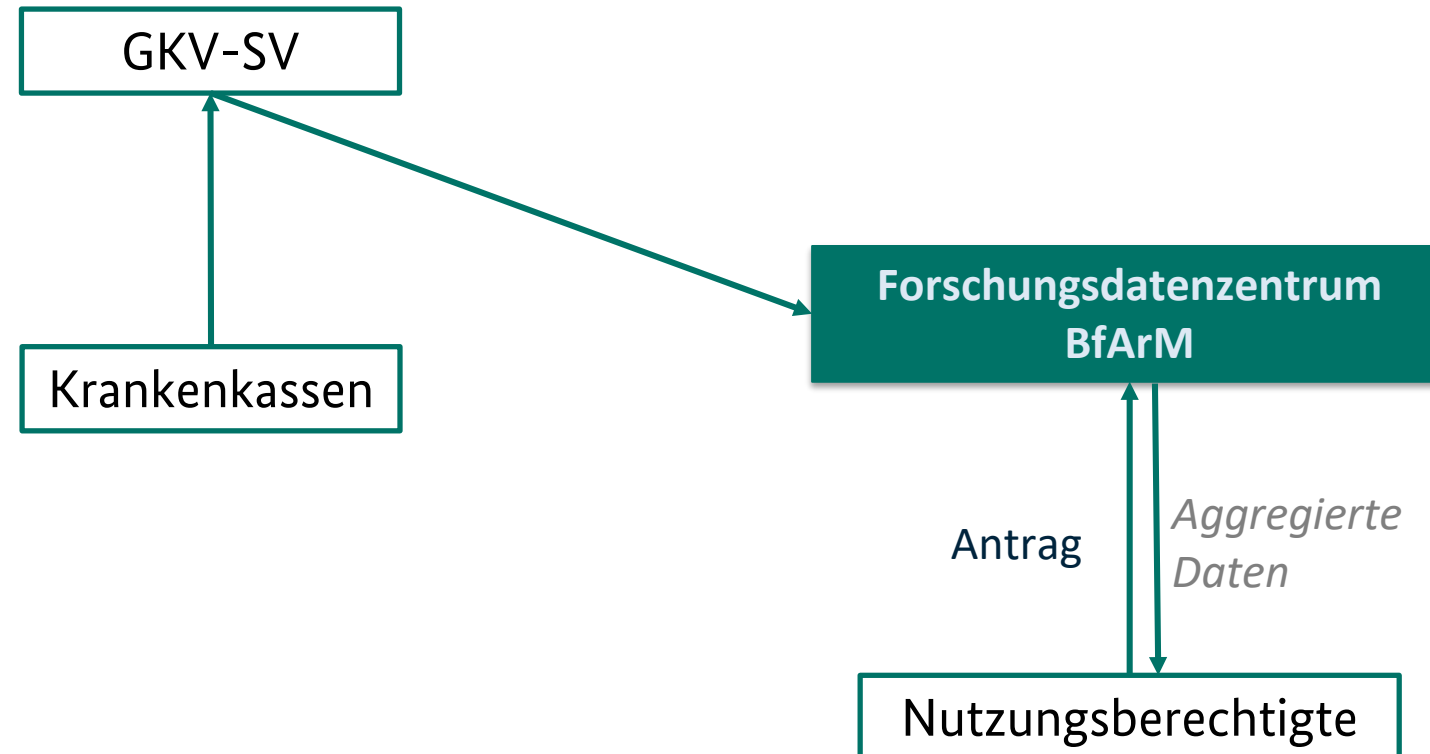 GKV-SV
Forschungsdatenzentrum
BfArM
Krankenkassen
Antrag
Aggregierte
Daten
Nutzungsberechtigte